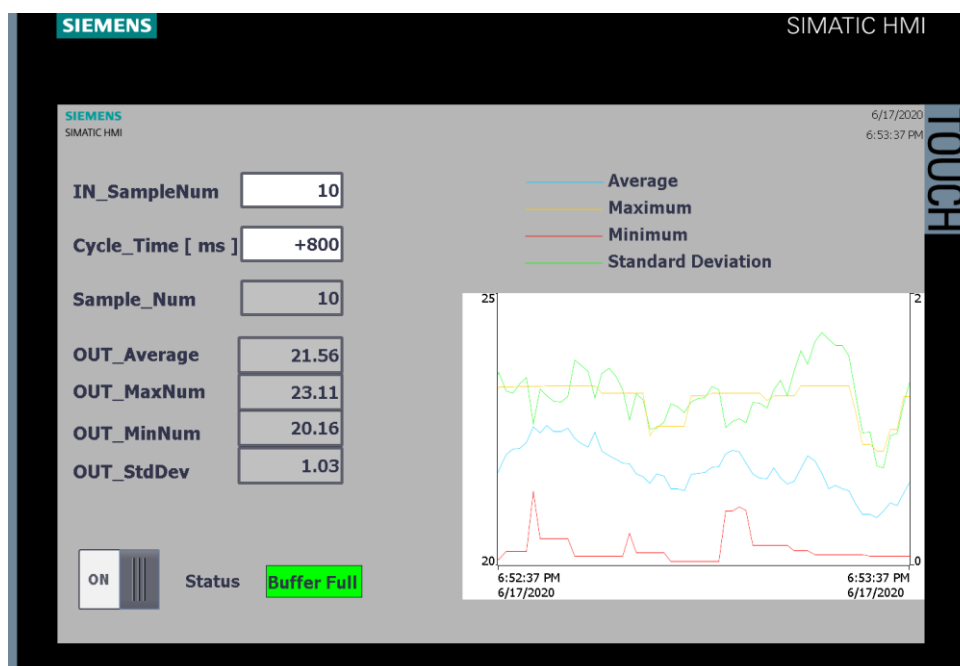 SIEMENS
SIMATIC HMI
TOUCH
SIEMENS
SIMATIC HMI
6/17/2020
6:53:37 PM
IN_SampleNum 10
Cycle_Time [ ms ] +800
Sample_Num 10
OUT_Average 21.56
OUT_MaxNum 23.11
OUT_MinNum 20.16
OUT_StdDev 1.03
ON
Status
Buffer Full
Average
Maximum
Minimum
Standard Deviation
25
2
20
0
6:52:37 PM
6/17/2020
6:53:37 PM
6/17/2020